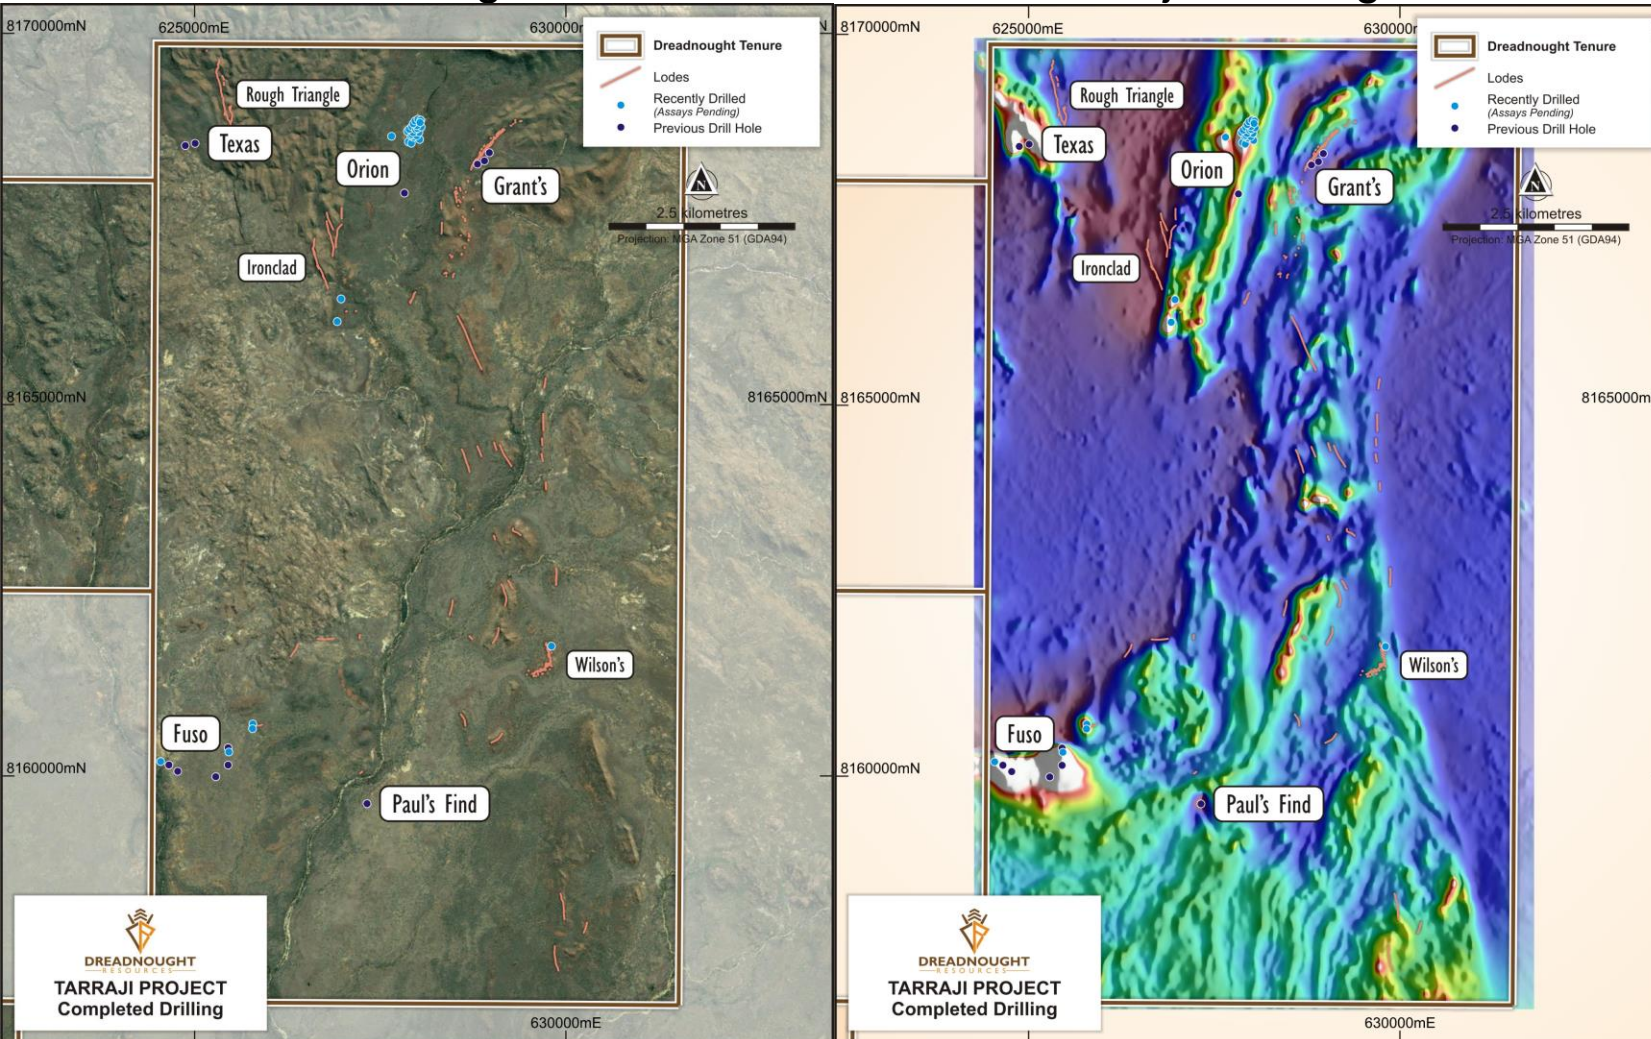 8170000mN
625000mE
630000m
Dreadnought Tenure
Lodes
Recently Drilled
(Assays Pending)
Previous Drill Hole
Rough Triangle
Texas
Orion
Grant's
N
2.5 kilometres
Projection: MGA Zone 51 (GDA94)
Ironclad
8165000mN
8165000mN
Wilson's
Fuso
8160000mN
Paul's Find
DREADNOUGHT
RESOURCES
TARRAJI PROJECT
Completed Drilling
630000mE
N
8170000mN
625000mE
630000m
Dreadnought Tenure
Lodes
Recently Drilled
(Assays Pending)
Previous Drill Hole
Rough Triangle
Texas
Orion
Grant's
N
2.5 kilometres
Projection: MGA Zone 51 (GDA94)
Ironclad
8165000mN
8165000m
Wilson's
Fuso
8160000mN
Paul's Find
DREADNOUGHT
RESOURCES
TARRAJI PROJECT
Completed Drilling
630000mE